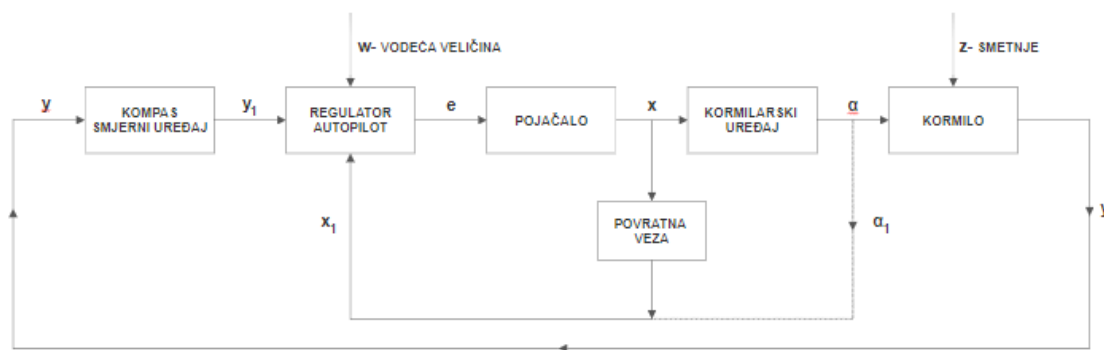 w- VODEĆA VELIČINA
z- SMETNJE
y
KOMPAS
SMJERNI UREĐAJ
y1
REGULATOR
AUTOPILOT
e
POJAČALO
x
KORMILARSKI
UREĐAJ
α
KORMILO
x1
POVRATNA
VEZA
α1
y